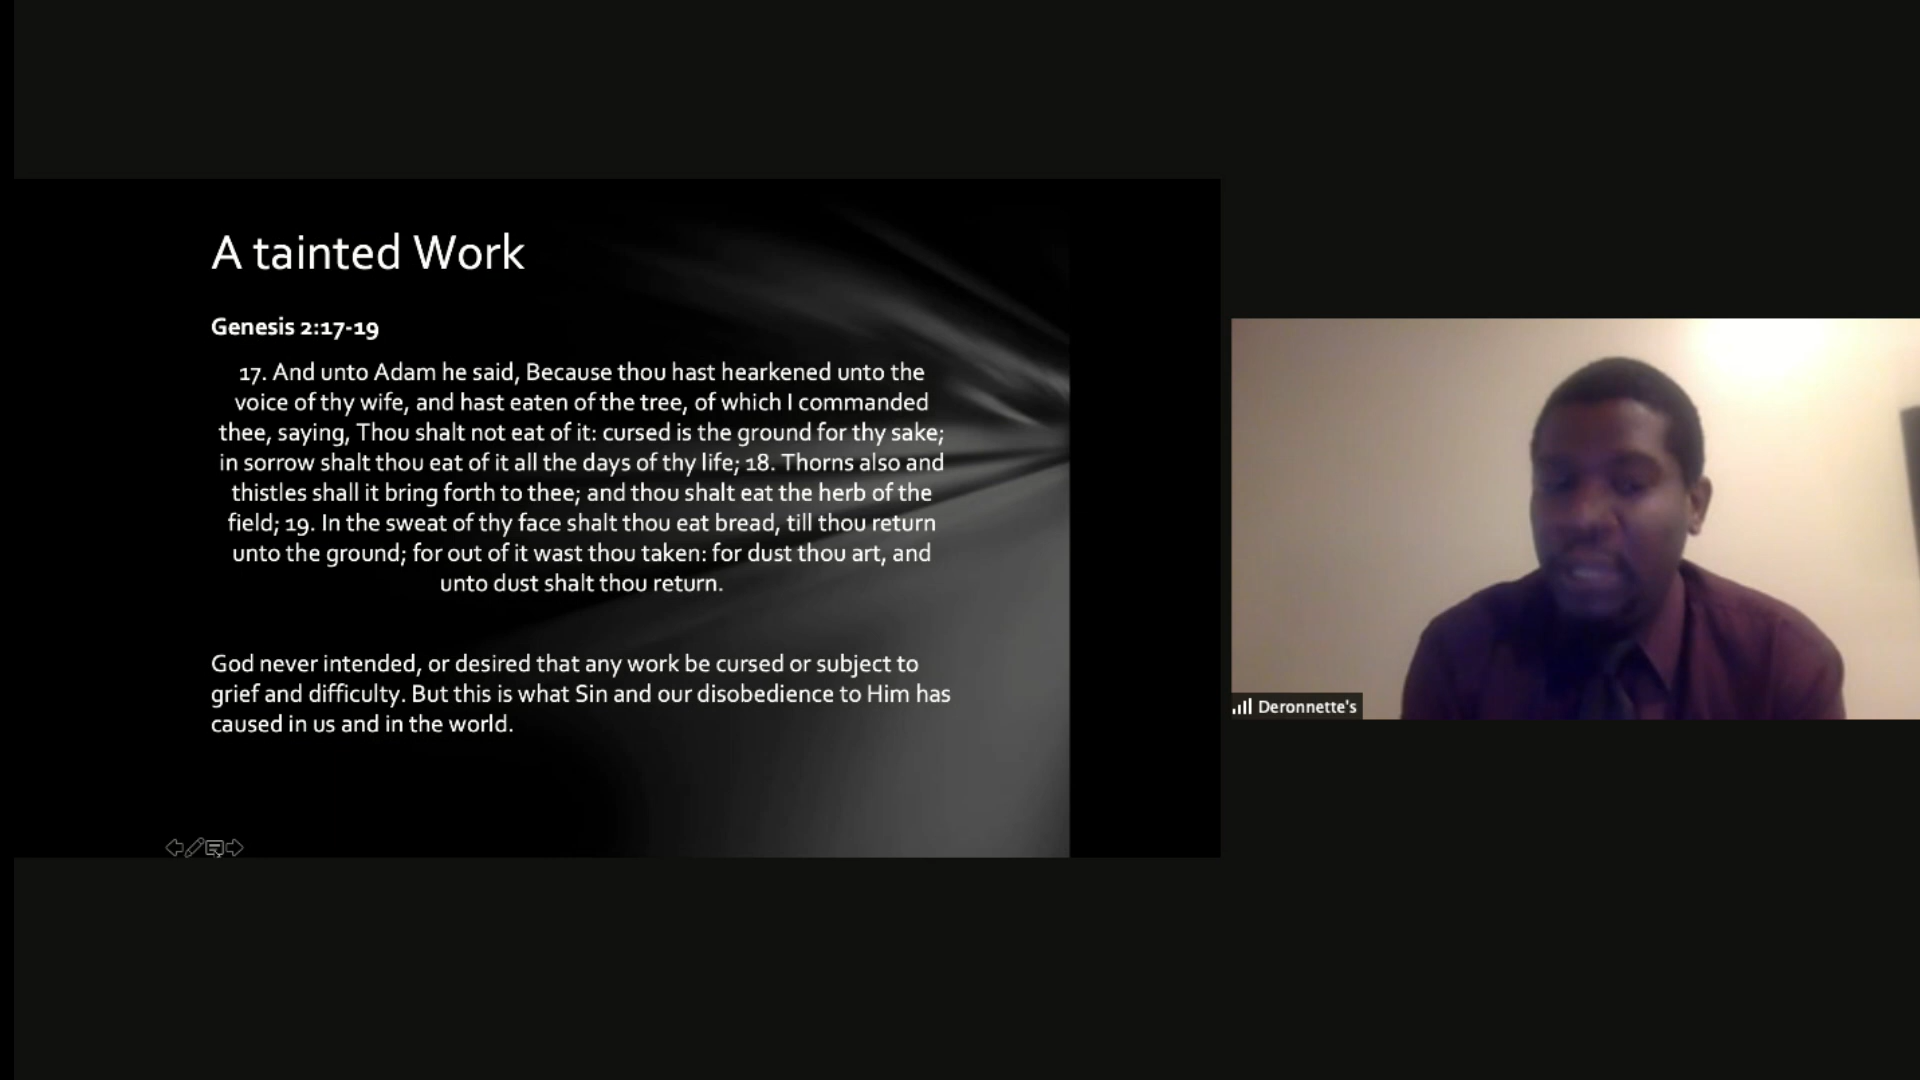 A tainted Work
Genesis 2:17-19
17. And unto Adam he said, Because thou hast hearkened unto the
voice of thy wife, and hast eaten of the tree, of which I commanded
thee, saying, Thou shalt not eat of it: cursed is the ground for thy sake;
in sorrow shalt thou eat of it all the days of thy life; 18. Thorns also and
thistles shall it bring forth to thee; and thou shalt eat the herb of the
field; 19. In the sweat of thy face shalt thou eat bread, till thou return
unto the ground; for out of it wast thou taken: for dust thou art, and
unto dust shalt thou return.
God never intended, or desired that any work be cursed or subject to
grief and difficulty. But this is what Sin and our disobedience to Him has
caused in us and in the world.
Deronnette's